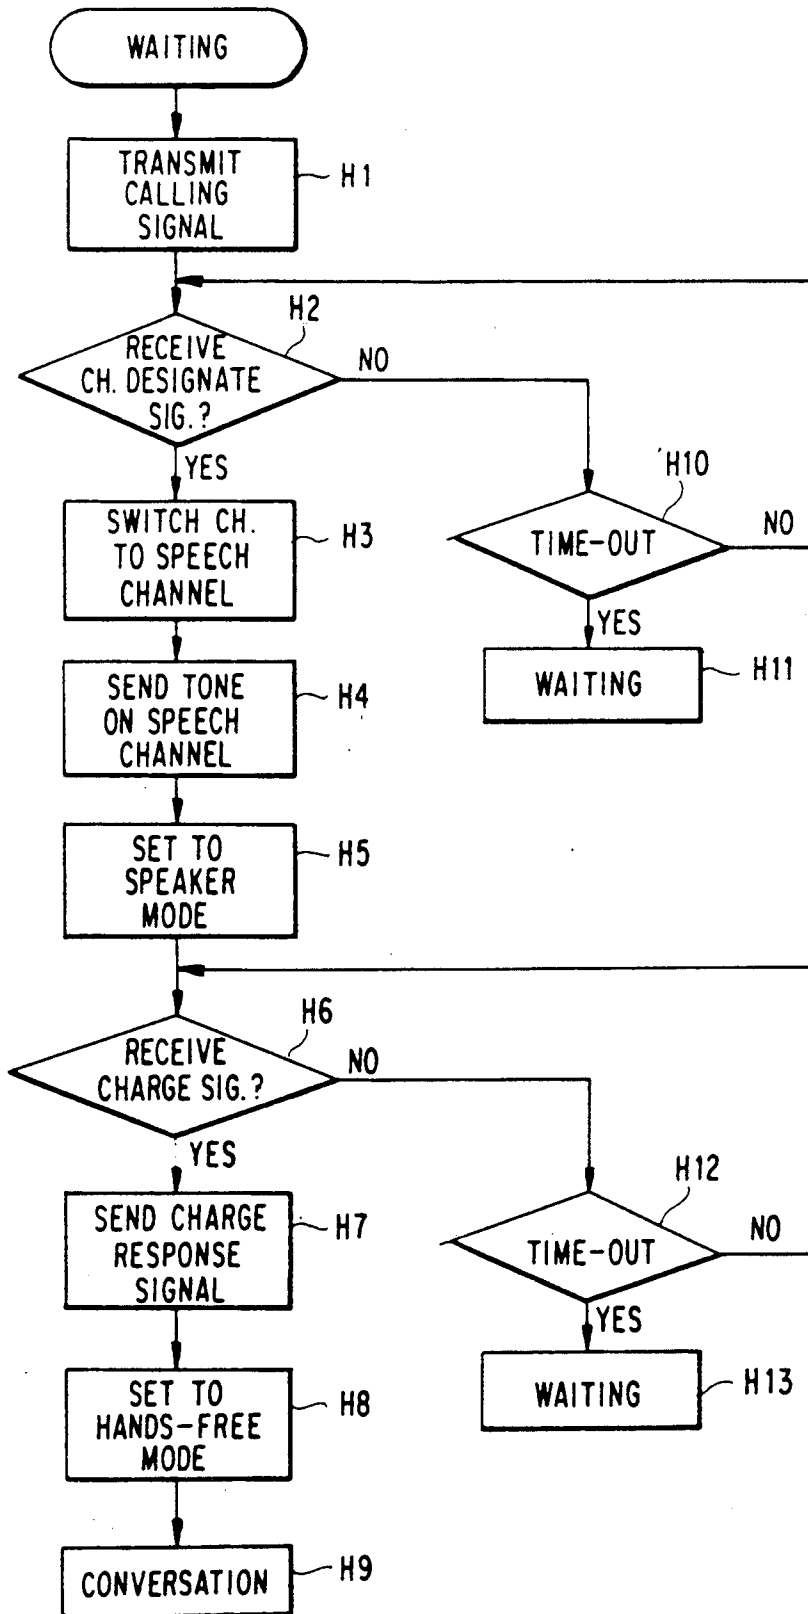 WAITING
TRANSMIT
CALLING
SIGNAL
H1
H2
RECEIVE
CH. DESIGNATE
SIG.?
NO
YES
H10
TIME-OUT
NO
SWITCH CH.
TO SPEECH
CHANNEL
H3
YES
WAITING
H11
SEND TONE
ON SPEECH
CHANNEL
H4
SET TO
SPEAKER
MODE
H5
H6
RECEIVE
CHARGE SIG.?
NO
YES
H12
TIME-OUT
NO
SEND CHARGE
RESPONSE
SIGNAL
H7
YES
WAITING
H13
SET TO
HANDS-FREE
MODE
H8
CONVERSATION
H9